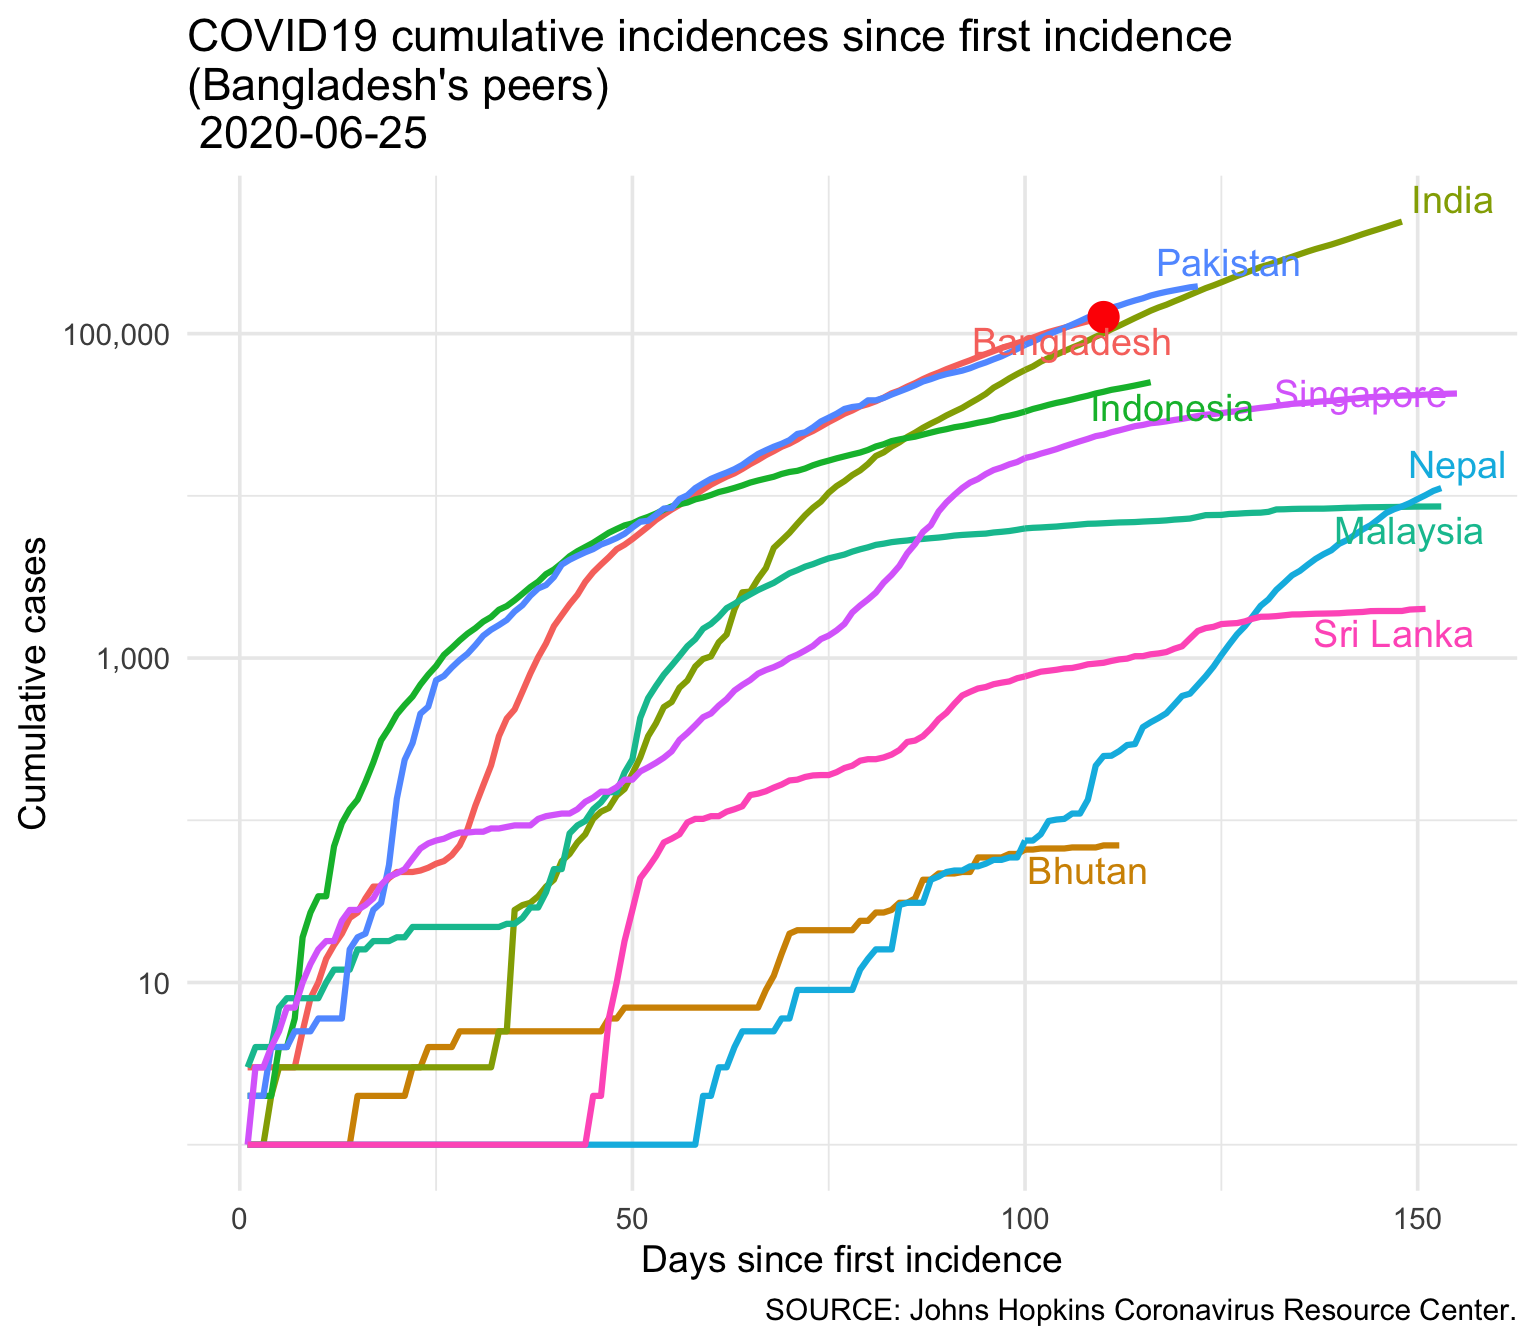 COVID19 cumulative incidences since first incidence
(Bangladesh's peers)
2020-06-25
India
Pakistan
100,000
Bangladesh
Singapore
Indonesia
Nepal
Malaysia
Sri Lanka
1,000
Bhutan
10
Cumulative cases
0
50
100
150
Days since first incidence
SOURCE: Johns Hopkins Coronavirus Resource Center.